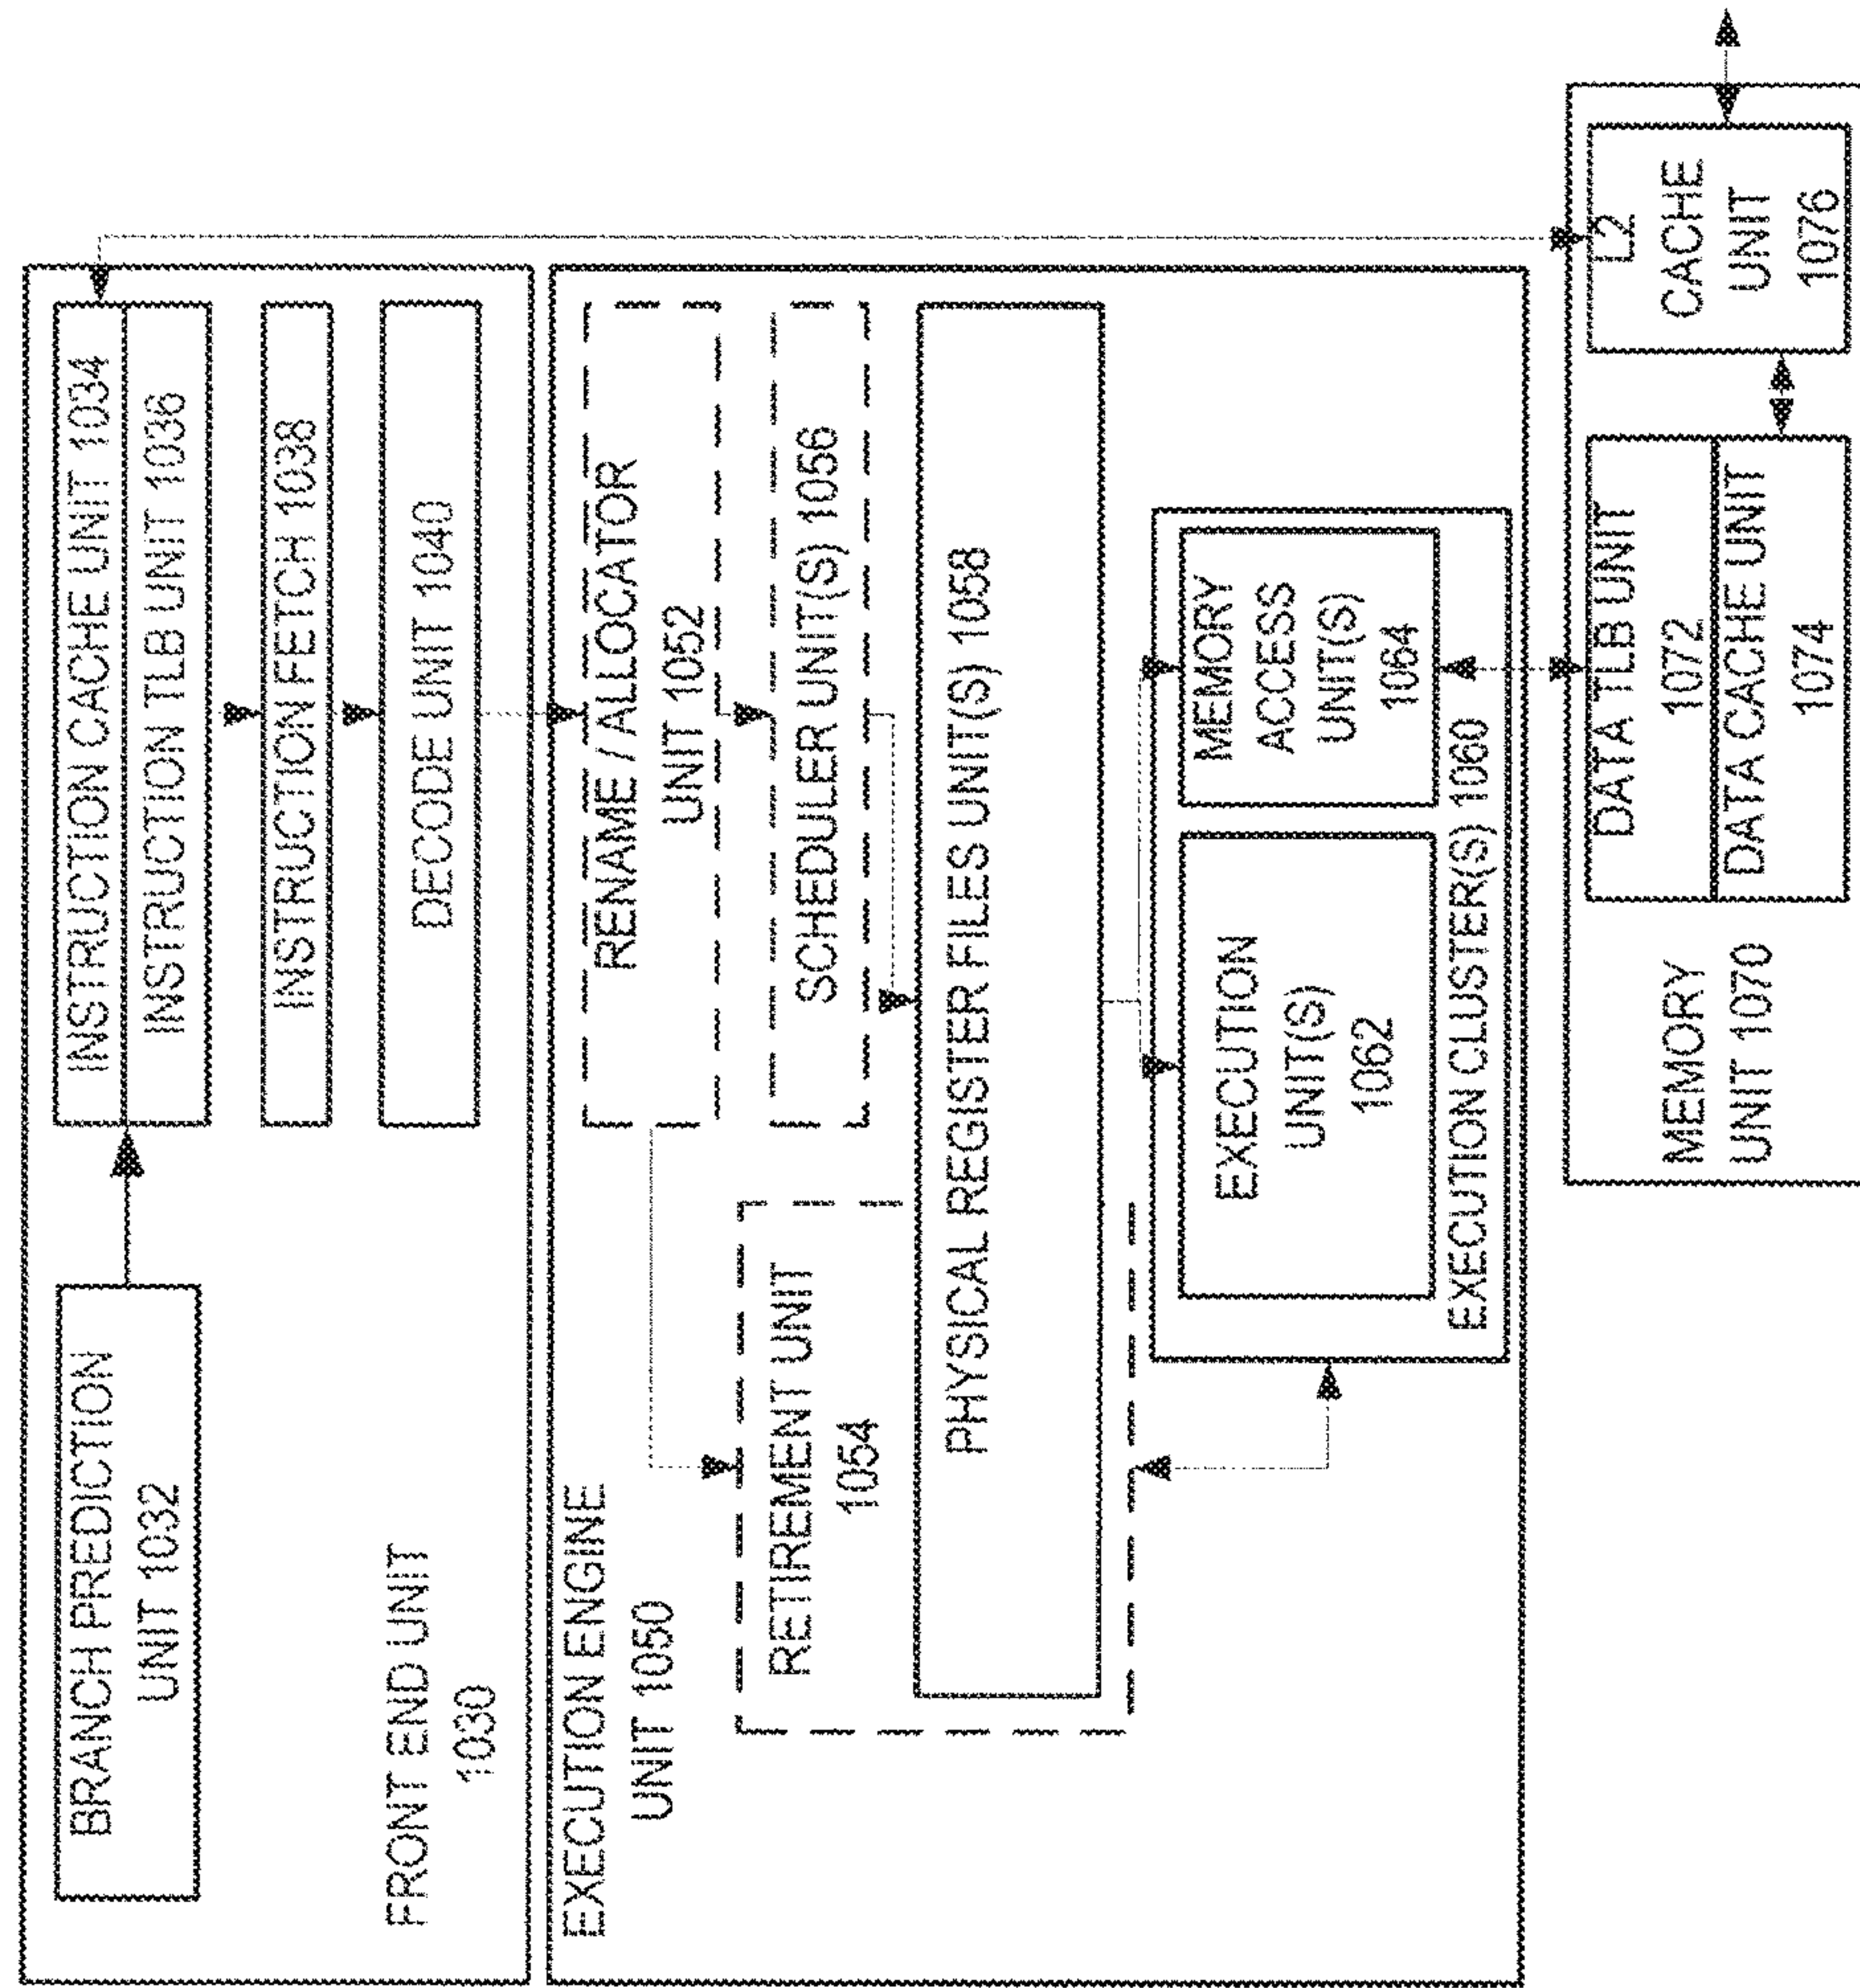 BRANCH PREDICTION
UNIT 1032
INSTRUCTION CACHE UNIT 1034
INSTRUCTION TLB UNIT 1036
INSTRUCTION FETCH 1038
DECODE UNIT 1040
FRONT END UNIT
1030
EXECUTION ENGINE
UNIT 1050
RENAME / ALLOCATOR
UNIT 1052
SCHEDULER UNIT(S) 1056
RETIREMENT UNIT
1054
PHYSICAL REGISTER FILES UNIT(S) 1058
EXECUTION
UNIT(S)
1062
MEMORY
ACCESS
UNIT(S)
1064
EXECUTION CLUSTER(S) 1060
MEMORY
UNIT 1070
DATA TLB UNIT
1072
DATA CACHE UNIT
1074
L2
CACHE
UNIT
1076